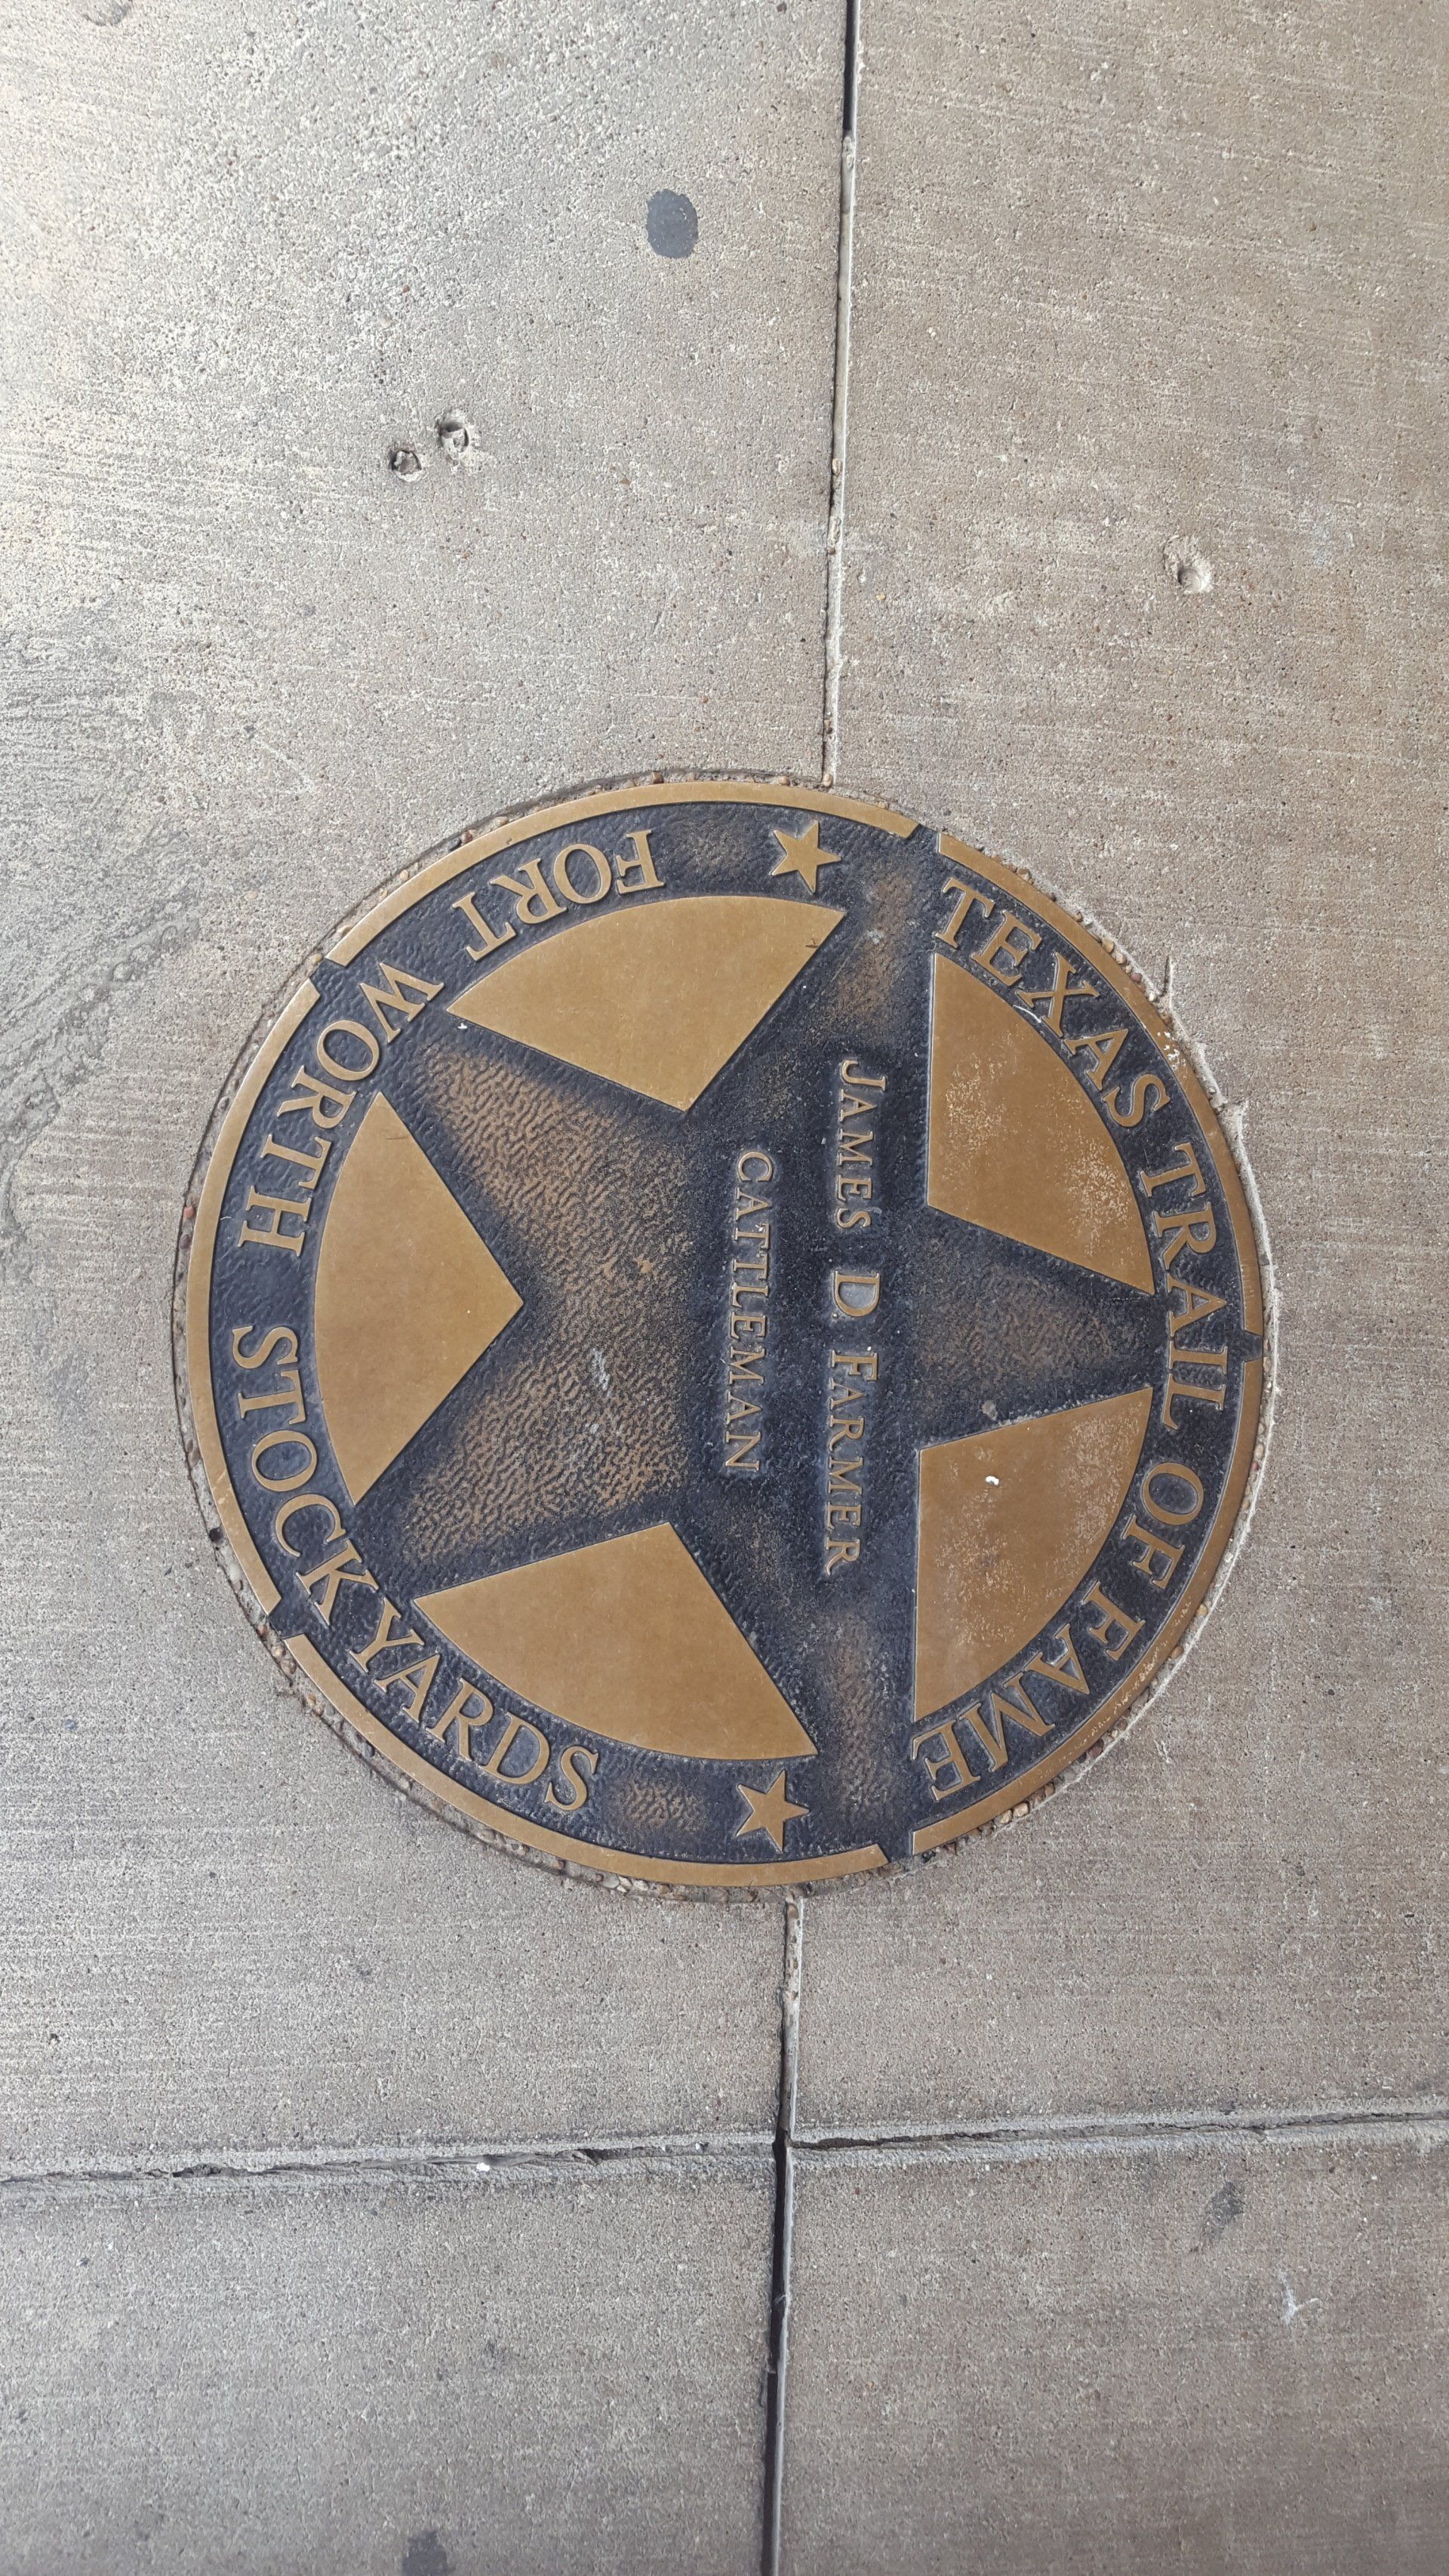 TEXAS TRAIL OF FAME
JAMES D. FARMER
CATTLEMAN
FORT WORTH STOCKYARDS